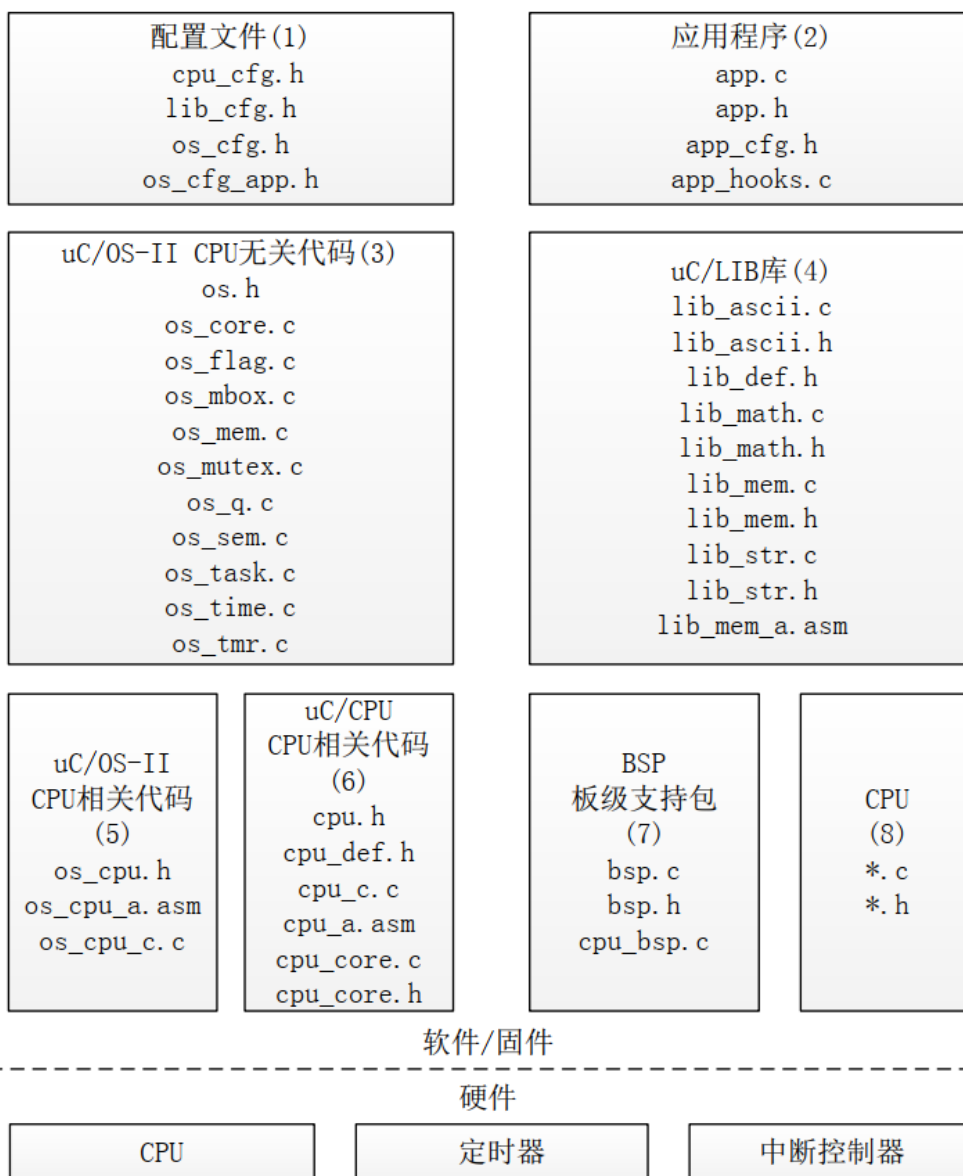 配置文件(1)
cpu_cfg.h
lib_cfg.h
os_cfg.h
os_cfg_app.h
应用程序(2)
app.c
app.h
app_cfg.h
app_hooks.c
uC/OS-II CPU无关代码(3)
os.h
os_core.c
os_flag.c
os_mbox.c
os_mem.c
os_mutex.c
os_q.c
os_sem.c
os_task.c
os_time.c
os_tmr.c
uC/LIB库(4)
lib_ascii.c
lib_ascii.h
lib_def.h
lib_math.c
lib_math.h
lib_mem.c
lib_mem.h
lib_str.c
lib_str.h
lib_mem_a.asm
uC/OS-II
CPU相关代码
(5)
os_cpu.h
os_cpu_a.asm
os_cpu_c.c
uC/CPU
CPU相关代码
(6)
cpu.h
cpu_def.h
cpu_c.c
cpu_a.asm
cpu_core.c
cpu_core.h
BSP
板级支持包
(7)
bsp.c
bsp.h
cpu_bsp.c
CPU
(8)
*.c
*.h
软件/固件
硬件
CPU
定时器
中断控制器